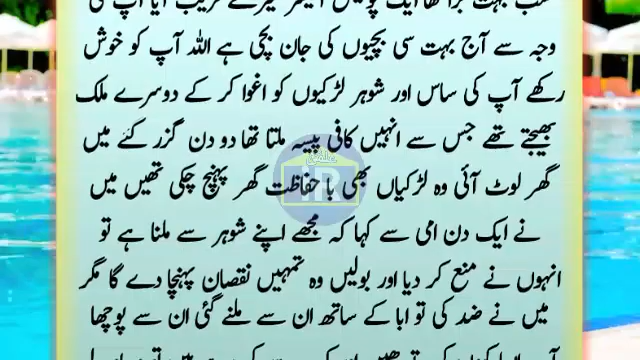 بہت بڑا تھا ایک پولیس آفیسر میرے قریب آیا آپ کی
وجہ سے آج بہت سی بچیوں کی جان بچی ہے اللہ آپ کو خوش
رکھے آپ کی ساس اور شوہر لڑکیوں کو اغوا کر کے دوسرے ملک
بھیجتے تھے جس سے انہیں کافی پیسہ ملتا تھا دو دن گزر گئے میں
گھر لوٹ آئی وہ لڑکیاں بھی با حفاظت گھر پہنچ چکی تھیں میں
نے ایک دن امی سے کہا کہ مجھے اپنے شوہر سے ملنا ہے تو
انہوں نے منع کر دیا اور بولیں وہ تمہیں نقصان پہنچا دے گا مگر
میں نے ضد کی تو ابا کے ساتھ ان سے ملنے گئی ان سے پوچھا